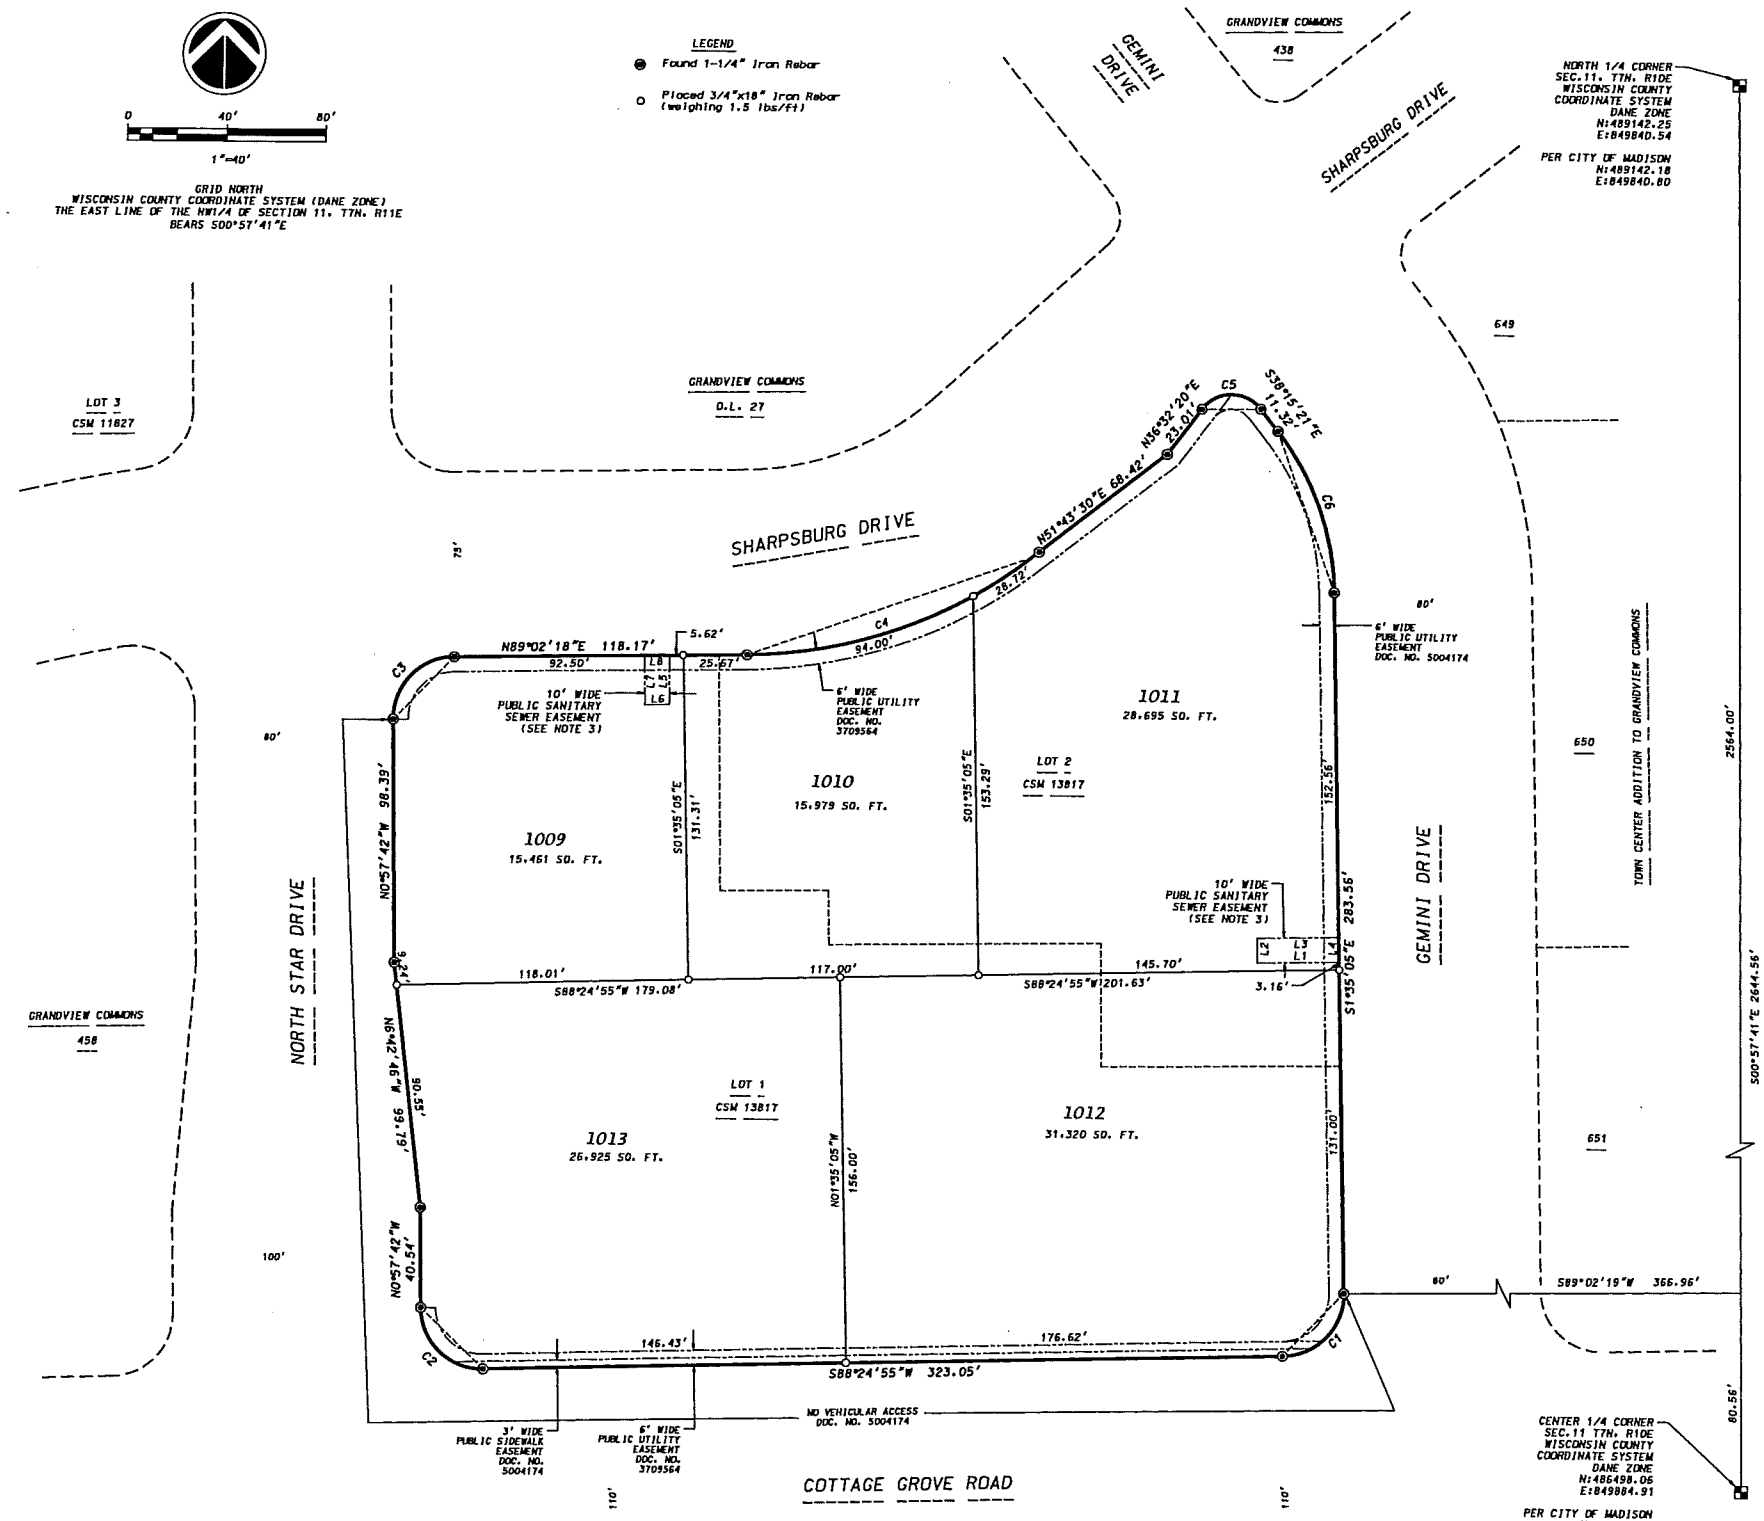 0 40' 80'
1"=40'
GRID NORTH
WISCONSIN COUNTY COORDINATE SYSTEM (DANE ZONE)
THE EAST LINE OF THE NW1/4 OF SECTION 11, T7N, R11E
BEARS S00°57'41"E
LEGEND
Found 1-1/4" Iron Rebar
Placed 3/4"x18" Iron Rebar
(weighing 1.5 lbs/ft)
GEMINI
DRIVE
GRANDVIEW COMMONS
438
SHARPSBURG DRIVE
NORTH 1/4 CORNER
SEC.11, T7N, R10E
WISCONSIN COUNTY
COORDINATE SYSTEM
DANE ZONE
N:489142.25
E:849840.54
PER CITY OF MADISON
N:489142.18
E:849840.80
649
LOT 3
CSM 11827
GRANDVIEW COMMONS
O.L. 27
C5
N36°32'20"E
23.01'
S38°15'21"E
11.32'
N51°43'30"E 68.42'
C6
SHARPSBURG DRIVE
75'
28.72'
C4
94.00'
80'
6' WIDE
PUBLIC UTILITY
EASEMENT
DOC. NO. 5004174
N89°02'18"E 118.17'
5.62'
92.50'
25.67'
C3
L8
L7
L5
L6
10' WIDE
PUBLIC SANITARY
SEWER EASEMENT
(SEE NOTE 3)
6' WIDE
PUBLIC UTILITY
EASEMENT
DOC. NO.
3709564
1011
28,695 SQ. FT.
80'
650
TOWN CENTER ADDITION TO GRANDVIEW COMMONS
2564.00'
LOT 2
CSM 13817
1010
15,979 SQ. FT.
1009
15,461 SQ. FT.
N0°57'42"W 98.39'
S01°35'05"E
131.31'
S01°35'05"E
153.29'
152.56'
GEMINI DRIVE
NORTH STAR DRIVE
10' WIDE
PUBLIC SANITARY
SEWER EASEMENT
(SEE NOTE 3)
L2
L3
L1
L4
S1°35'05"E 283.56'
9.24'
118.01'
117.00'
145.70'
S88°24'55"W 179.08'
S88°24'55"W 201.63'
3.16'
GRANDVIEW COMMONS
458
N6°42'46"W 99.79'
90.55'
LOT 1
CSM 13817
1012
31,320 SQ. FT.
1013
26,925 SQ. FT.
N01°35'05"W
156.00'
131.00'
651
S00°57'41"E 2644.56'
100'
N0°57'42"W
40.54'
60'
S89°02'19"W 366.96'
C2
146.43'
176.62'
C1
S88°24'55"W 323.05'
NO VEHICULAR ACCESS
DOC. NO. 5004174
3' WIDE
PUBLIC SIDEWALK
EASEMENT
DOC. NO.
5004174
6' WIDE
PUBLIC UTILITY
EASEMENT
DOC. NO.
3709564
80.56'
COTTAGE GROVE ROAD
110'
110'
CENTER 1/4 CORNER
SEC.11 T7N, R10E
WISCONSIN COUNTY
COORDINATE SYSTEM
DANE ZONE
N:486498.06
E:849884.91
PER CITY OF MADISON